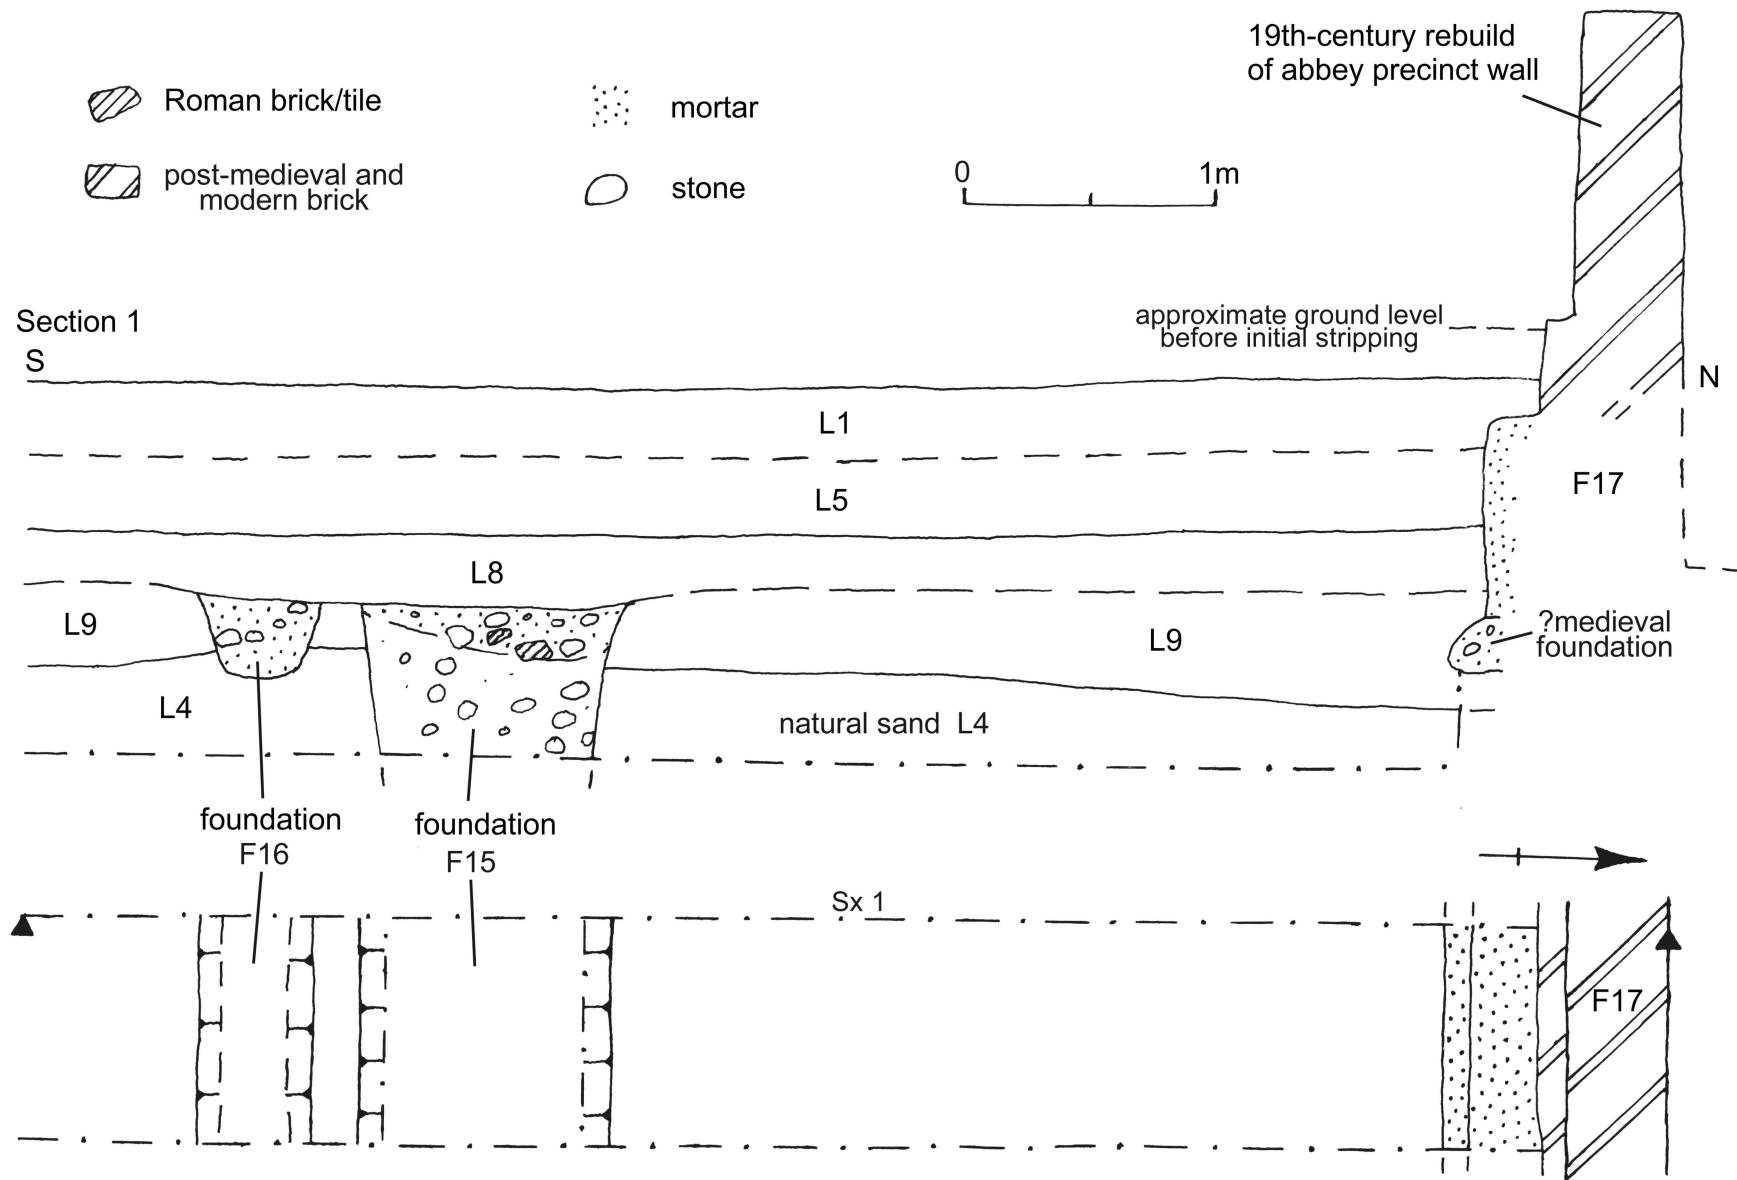 19th-century rebuild
of abbey precinct wall
Roman brick/tile
mortar
post-medieval and
modern brick
stone
0 1m
Section 1
S
approximate ground level
before initial stripping
N
L1
L5
F17
L8
L9
L9
?medieval
foundation
L4
natural sand L4
foundation
F16
foundation
F15
Sx 1
F17